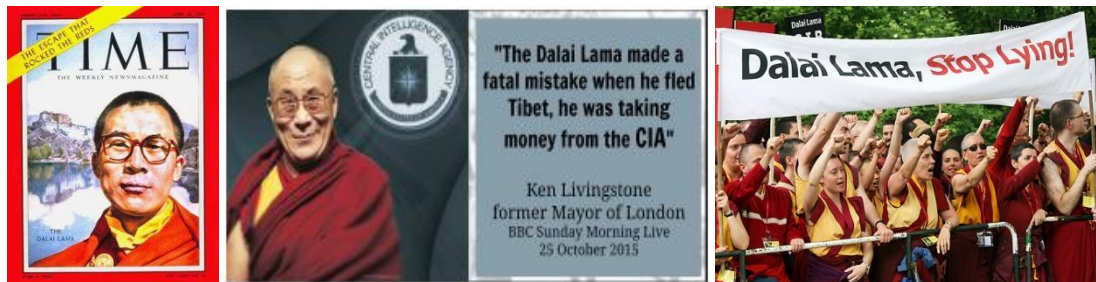 THE ESCAPE THAT
ROCKED THE REDS
TIME
THE WEEKLY NEWSMAGAZINE
THE
DALAI LAMA
CENTRAL INTELLIGENCE AGENCY
"The Dalai Lama made a
fatal mistake when he fled
Tibet, he was taking
money from the CIA"
Ken Livingstone
former Mayor of London
BBC Sunday Morning Live
25 October 2015
Dalai Lama
Dalai Lama, Stop Lying!